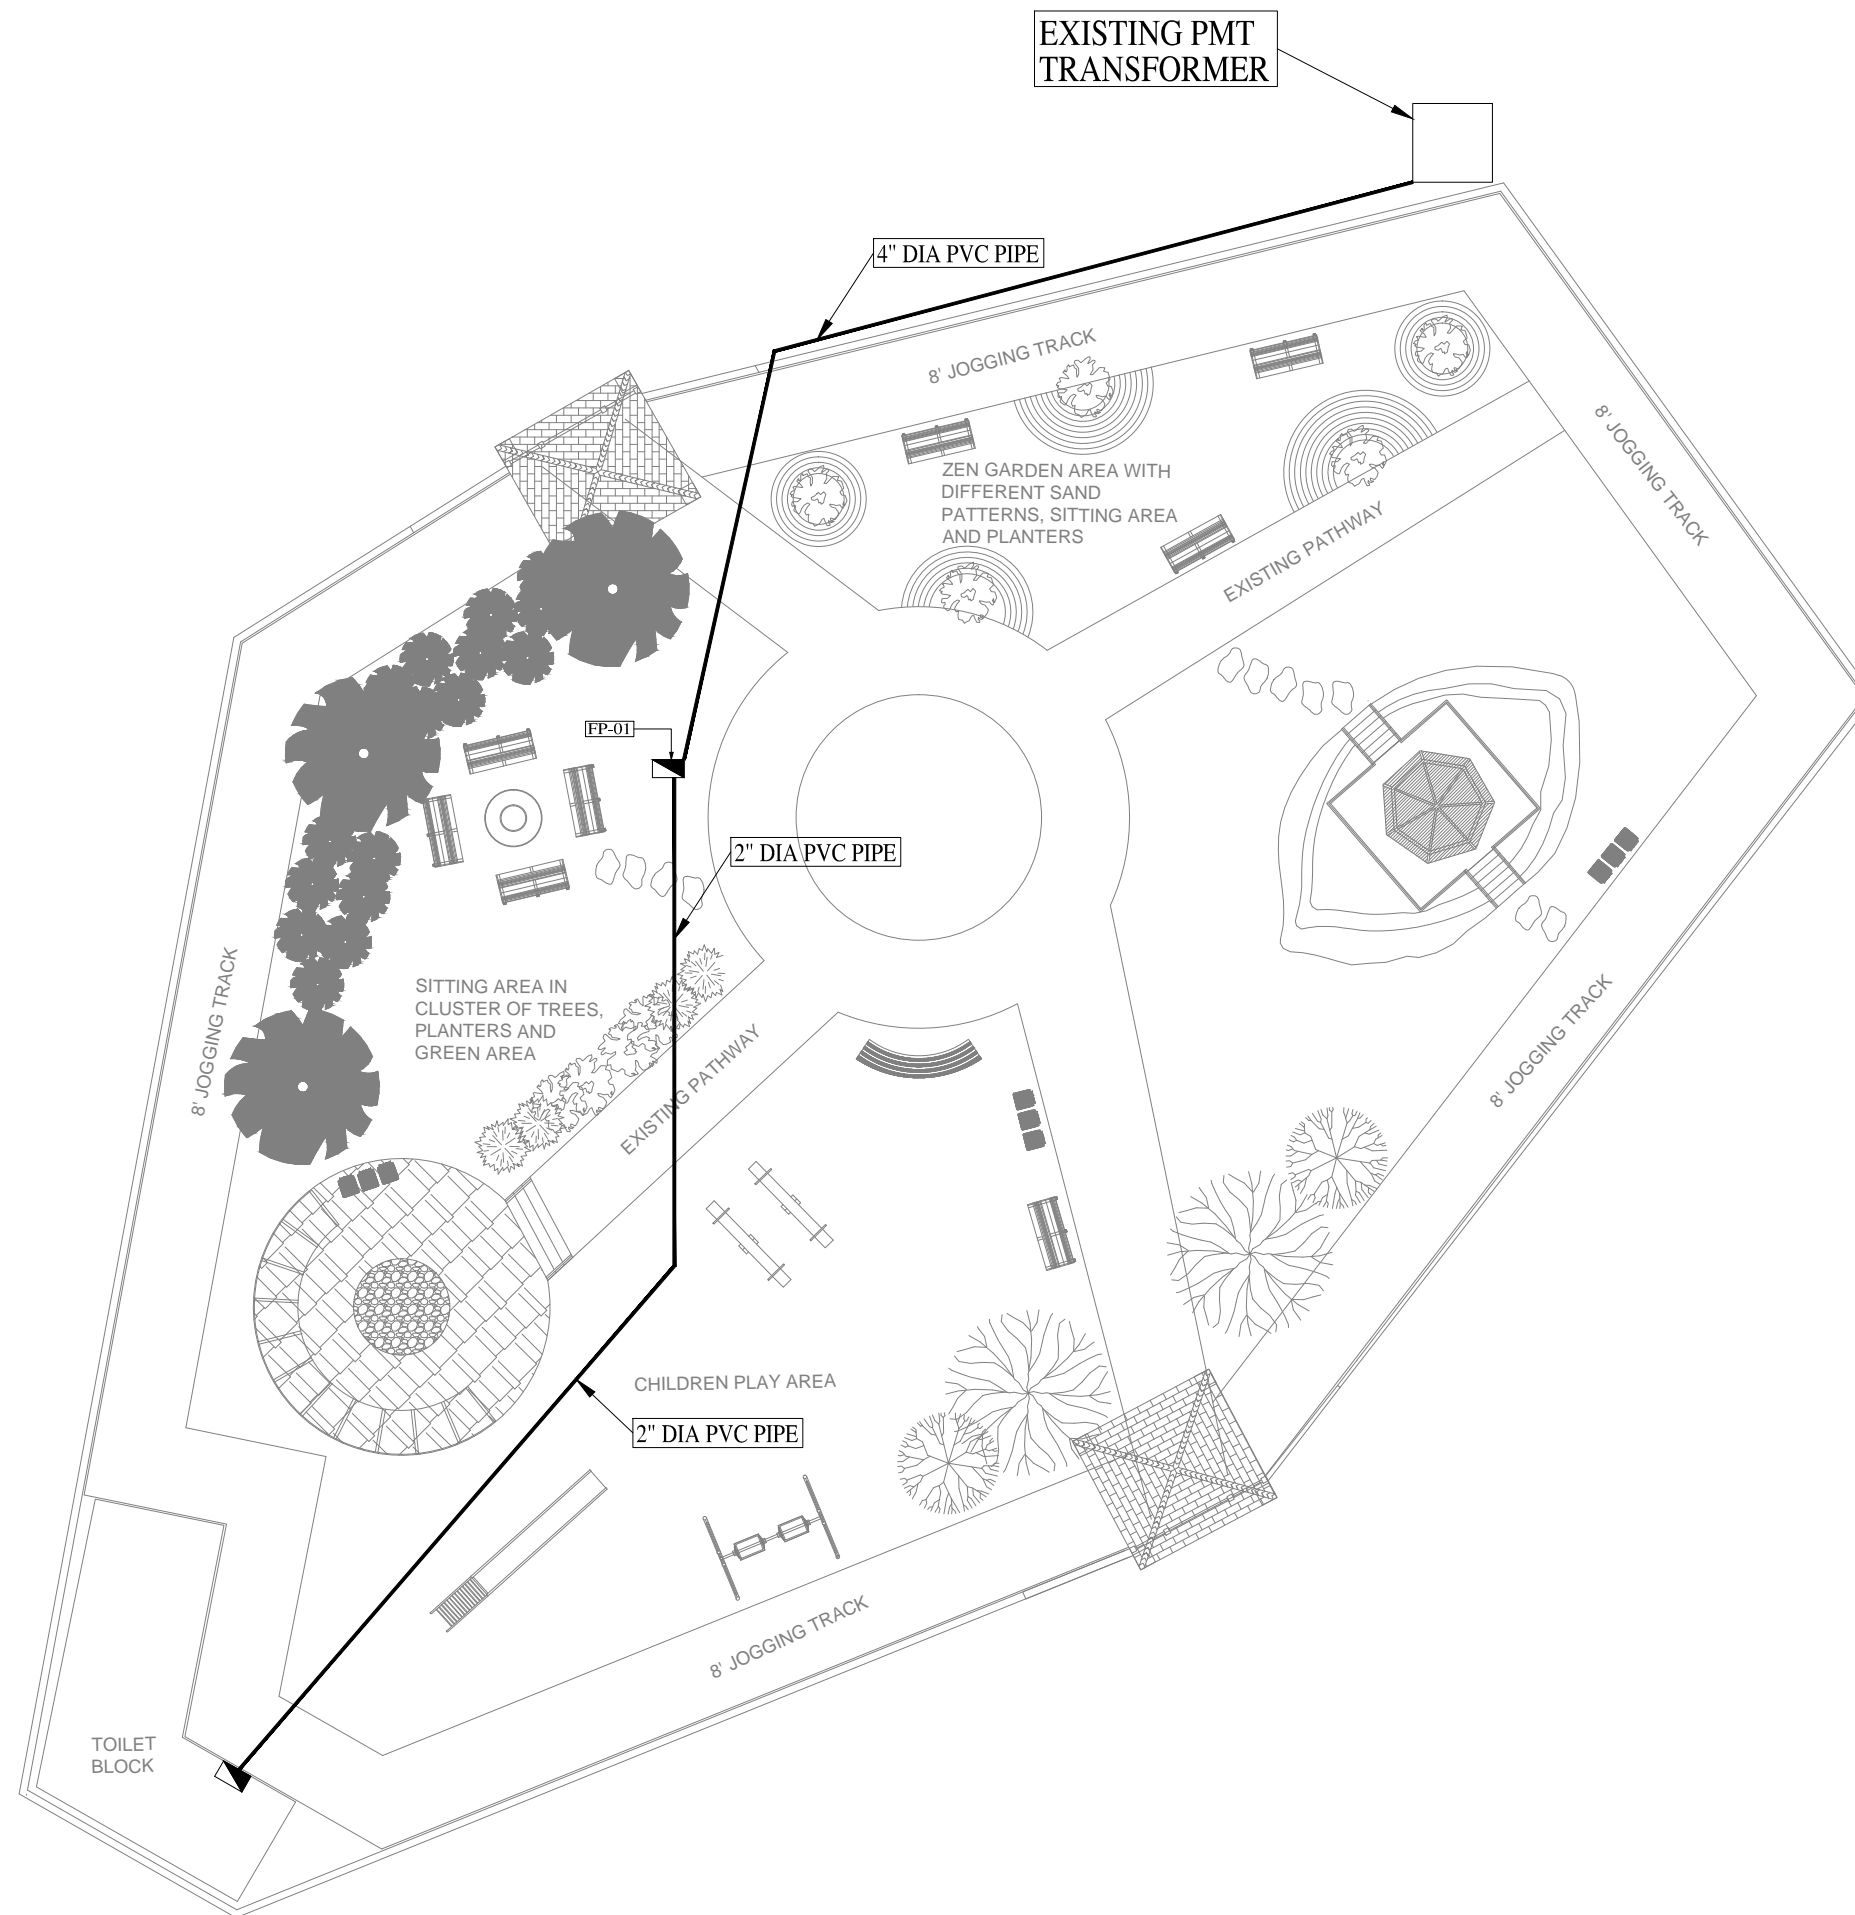 EXISTING PMT
TRANSFORMER
4" DIA PVC PIPE
8' JOGGING TRACK
8' JOGGING TRACK
ZEN GARDEN AREA WITH
DIFFERENT SAND
PATTERNS, SITTING AREA
AND PLANTERS
EXISTING PATHWAY
FP-01
2" DIA PVC PIPE
8' JOGGING TRACK
SITTING AREA IN
CLUSTER OF TREES,
PLANTERS AND
GREEN AREA
EXISTING PATHWAY
8' JOGGING TRACK
CHILDREN PLAY AREA
2" DIA PVC PIPE
8' JOGGING TRACK
TOILET
BLOCK